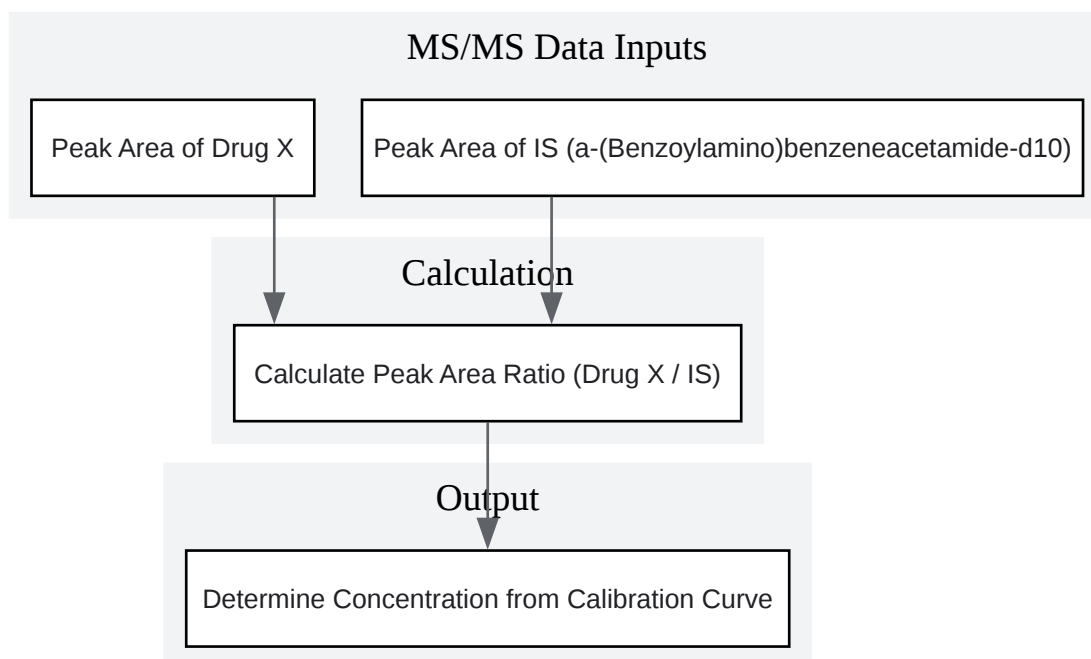 MS/MS Data Inputs
Peak Area of Drug X
Peak Area of IS (a-(Benzoylamino)benzeneacetamide-d10)
Calculation
Calculate Peak Area Ratio (Drug X / IS)
Output
Determine Concentration from Calibration Curve